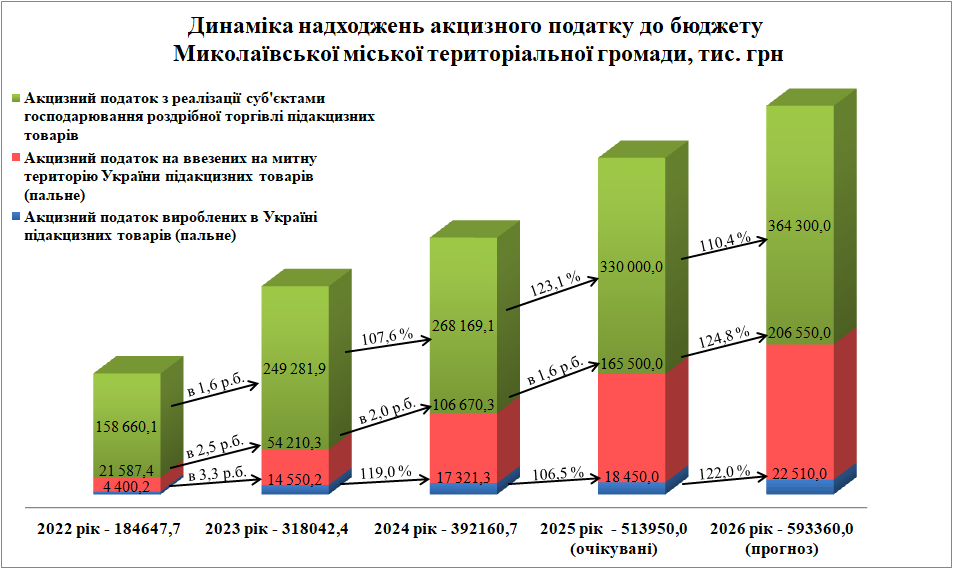 Динаміка надходжень акцизного податку до бюджету
Миколаївської міської територіальної громади, тис. грн
Акцизний податок з реалізації суб'єктами
господарювання роздрібної торгівлі підакцизних
товарів
Акцизний податок на ввезених на митну
територію України підакцизних товарів
(пальне)
Акцизний податок вироблених в Україні
підакцизних товарів (пальне)
158 660,1
21 587,4
4 400,2
в 1,6 р.б.
в 2,5 р.б.
в 3,3 р.б.
249 281,9
54 210,3
14 550,2
107,6 %
в 2,0 р.б.
119,0 %
268 169,1
106 670,3
17 321,3
123,1 %
в 1,6 р.б.
106,5 %
330 000,0
165 500,0
18 450,0
110,4 %
124,8 %
122,0 %
364 300,0
206 550,0
22 510,0
2022 рік - 184647,7
2023 рік - 318042,4
2024 рік - 392160,7
2025 рік - 513950,0
(очікувані)
2026 рік - 593360,0
(прогноз)